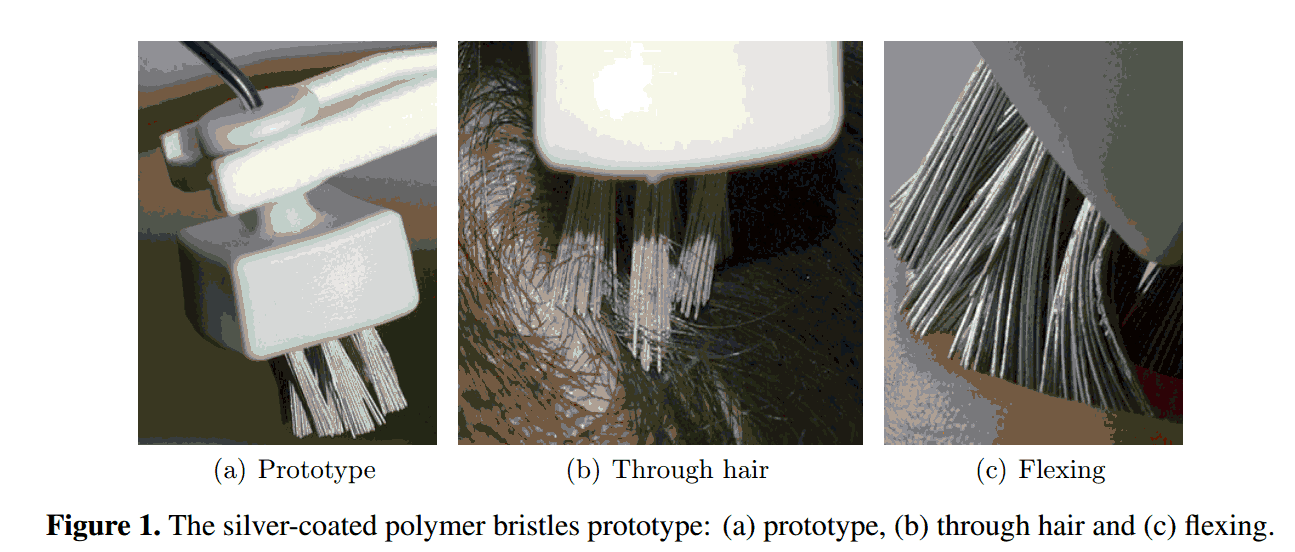 (a) Prototype
(b) Through hair
(c) Flexing
Figure 1. The silver-coated polymer bristles prototype: (a) prototype, (b) through hair and (c) flexing.